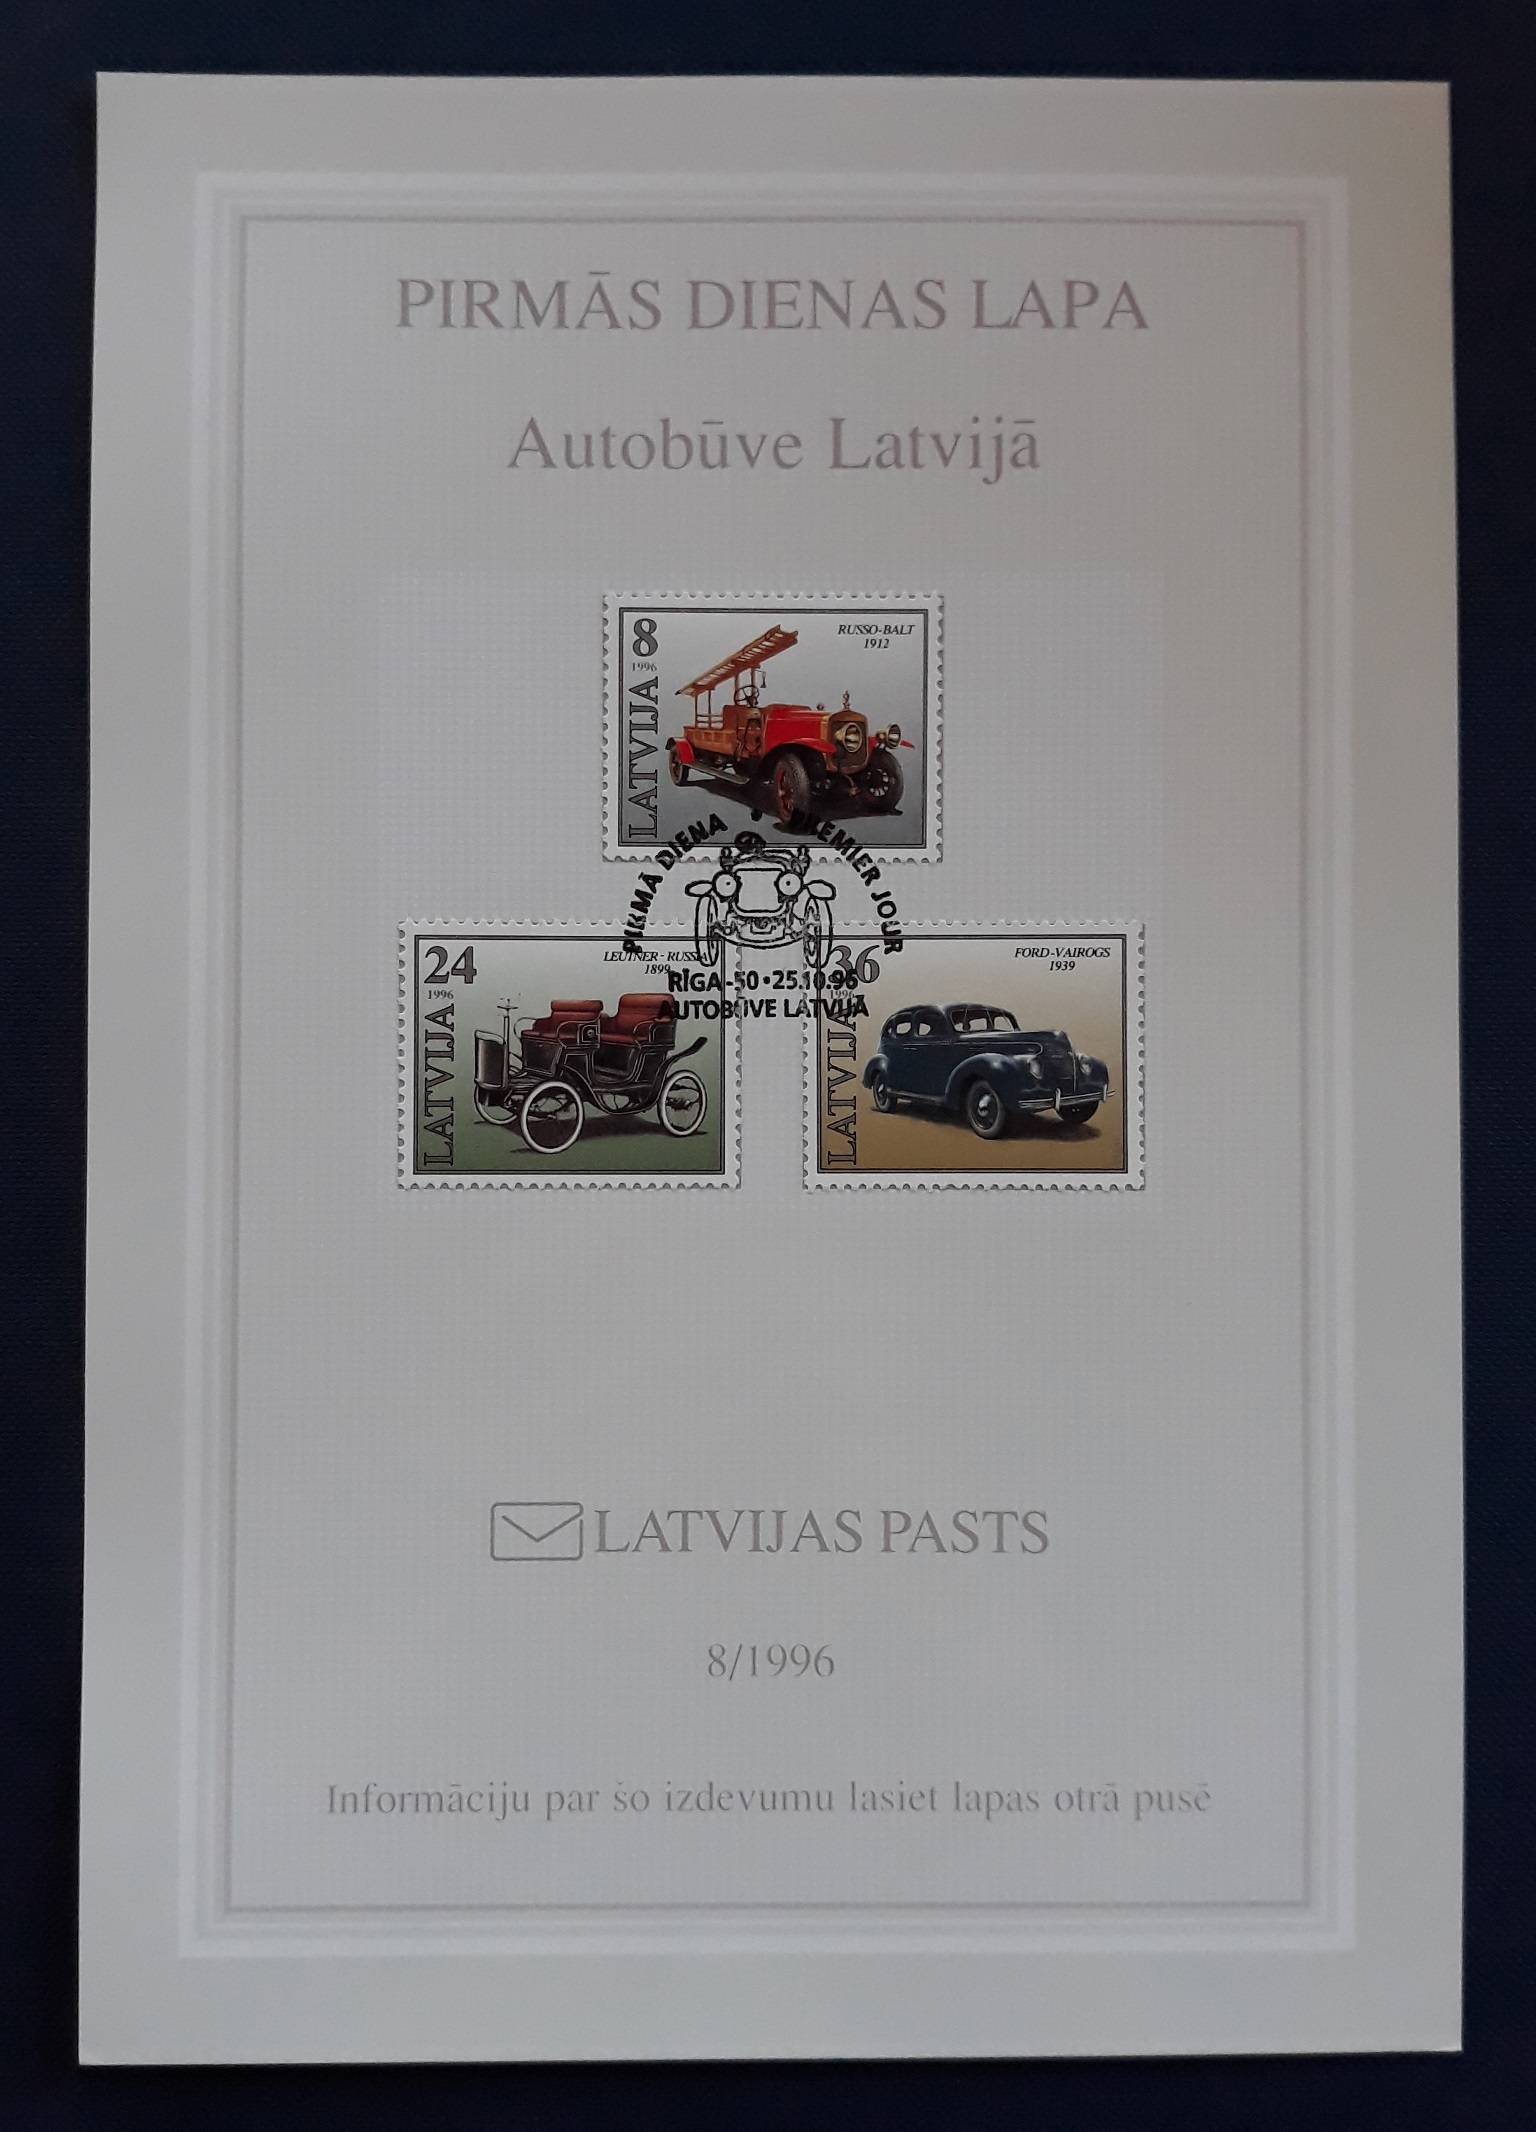 PIRMĀS DIENAS LAPA
Autobūve Latvijā
8
1996
LATVIJA
RUSSO-BALT
1912
PIRMĀ DIENA
PREMIER JOUR
RĪGA-50•25.10.96
AUTOBŪVE LATVIJĀ
24
1996
LATVIJA
LEUTNER-RUSSIA
1899
36
1996
LATVIJA
FORD-VAIROGS
1939
LATVIJAS PASTS
8/1996
Informāciju par šo izdevumu lasiet lapas otrā pusē